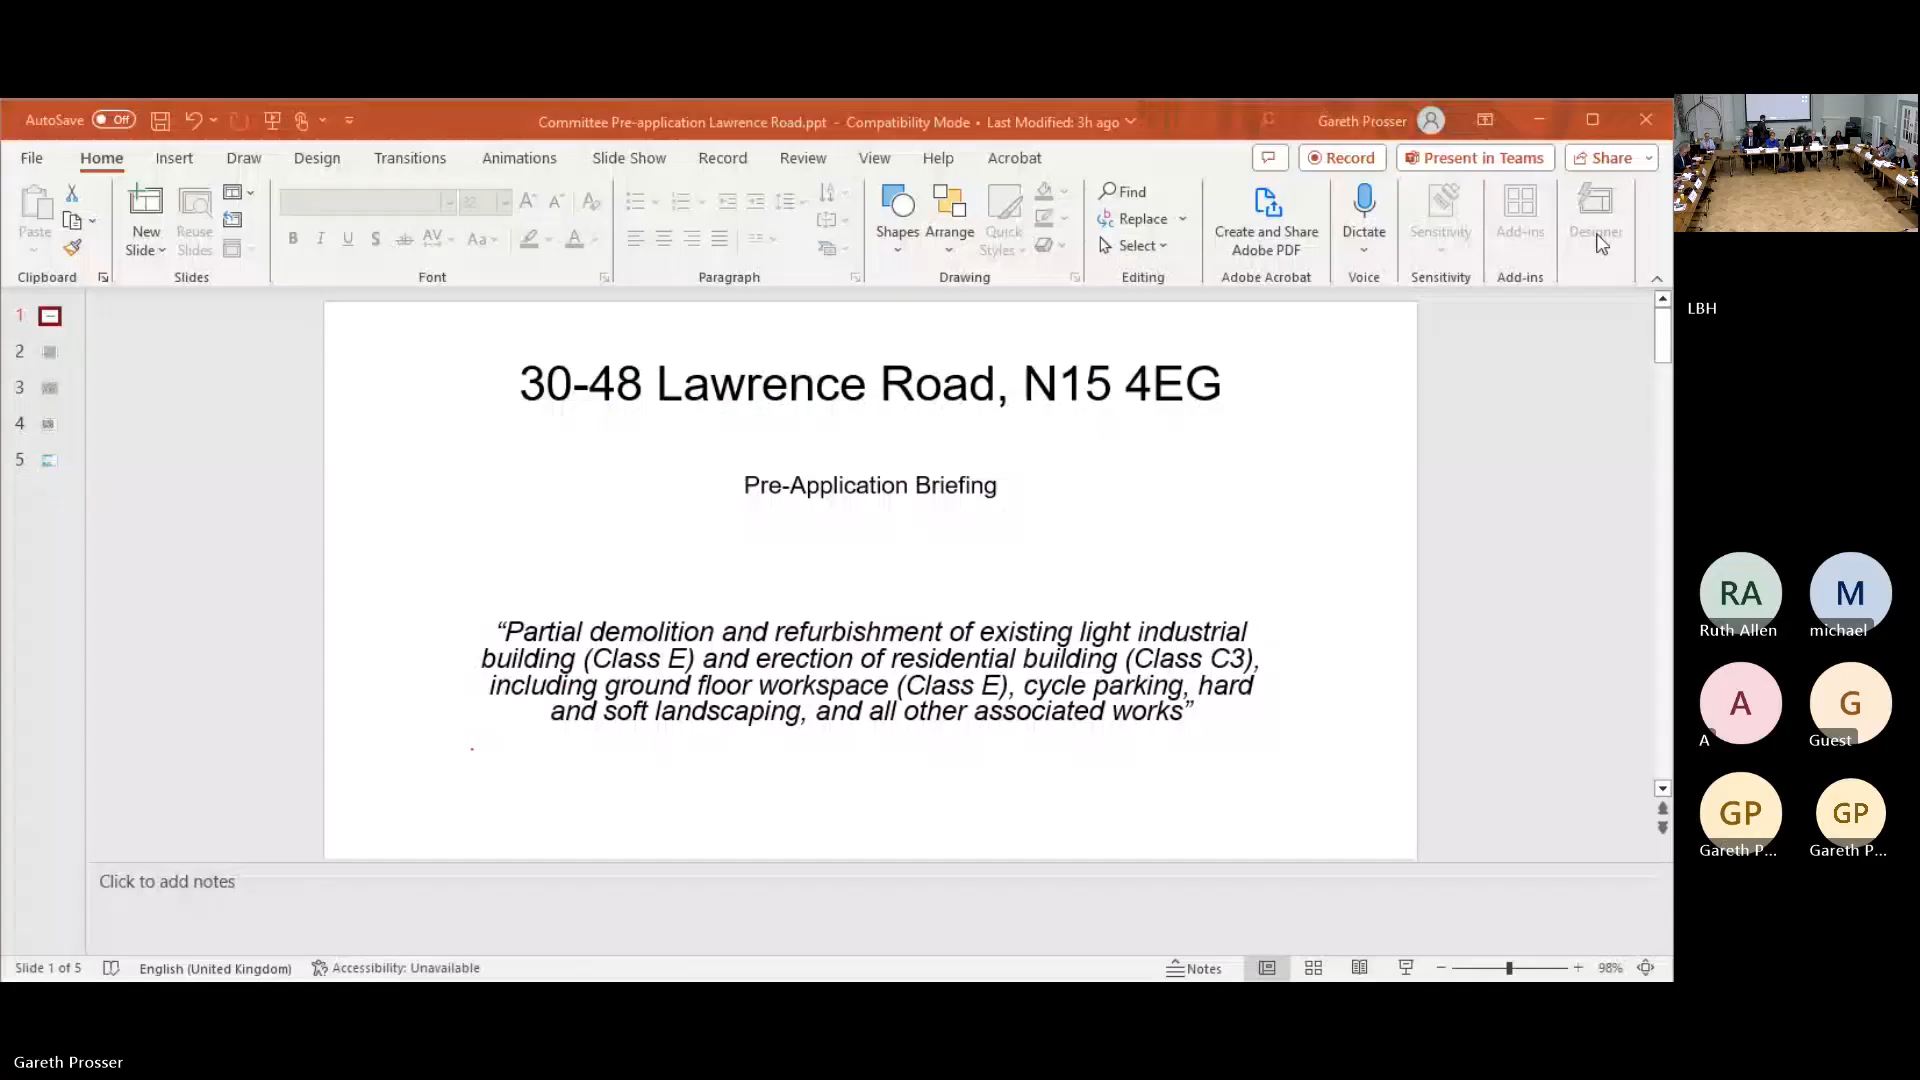 AutoSave Off
Committee Pre-application Lawrence Road.ppt - Compatibility Mode • Last Modified: 3h ago
Gareth Prosser
File Home Insert Draw Design Transitions Animations Slide Show Record Review View Help Acrobat
Record Present in Teams Share
Paste
New Slide
Reuse Slides
B I U S ab AV Aa
Shapes Arrange Quick Styles
Find
Replace
Select
Create and Share Adobe PDF
Dictate
Sensitivity
Add-ins
Designer
Clipboard Slides Font Paragraph Drawing Editing Adobe Acrobat Voice Sensitivity Add-ins
1
2
3
4
5
30-48 Lawrence Road, N15 4EG
Pre-Application Briefing
“Partial demolition and refurbishment of existing light industrial
building (Class E) and erection of residential building (Class C3),
including ground floor workspace (Class E), cycle parking, hard
and soft landscaping, and all other associated works”
Click to add notes
Slide 1 of 5 English (United Kingdom) Accessibility: Unavailable Notes 98%
LBH
RA M
Ruth Allen michael
A G
A Guest
GP GP
Gareth P... Gareth P...
Gareth Prosser